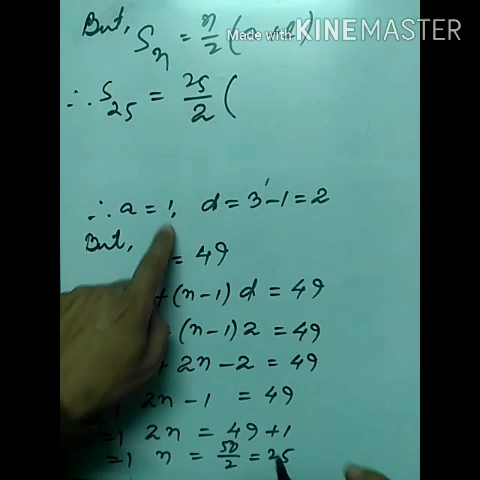 But, Sn = n/2 (
Made with KINEMASTER
∴ S25 = 25/2 (
∴ a = 1, d = 3 - 1 = 2
But,
= 49
+ (n - 1) d = 49
(n - 1) 2 = 49
+ 2n - 2 = 49
2n - 1 = 49
2n = 49 + 1
n = 50/2 = 25